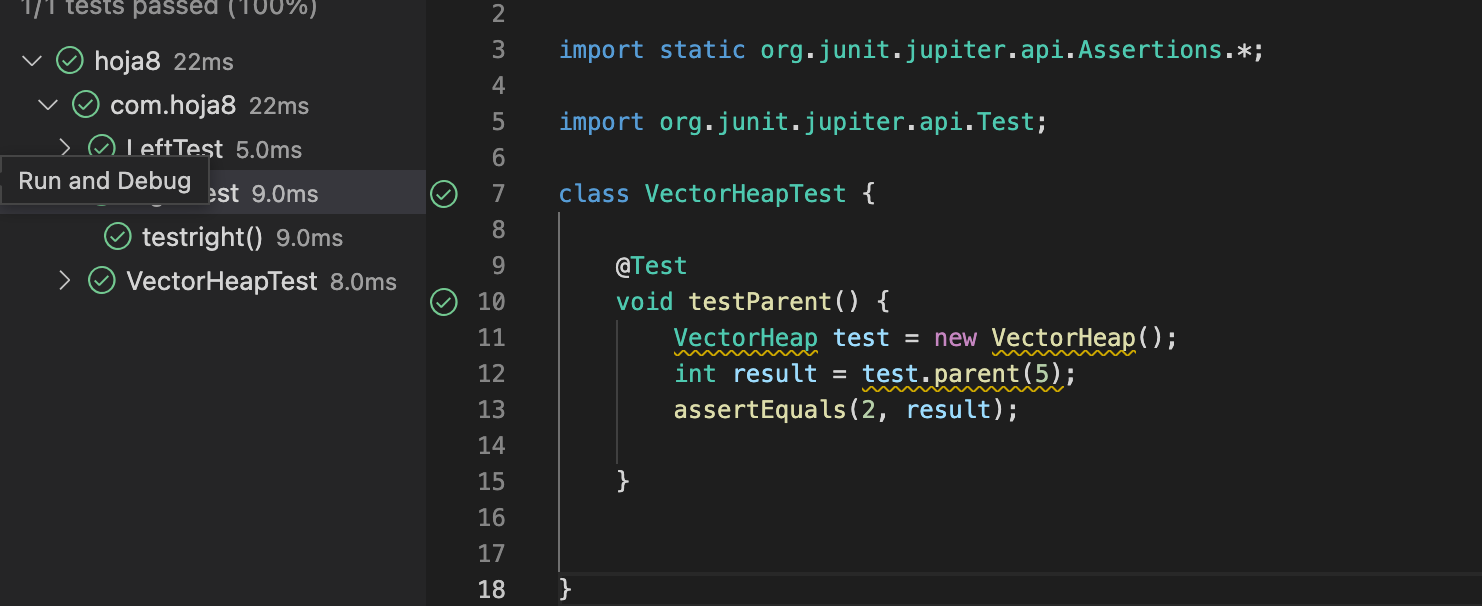 1/1 tests passed (100%)
hoja8 22ms
com.hoja8 22ms
LeftTest 5.0ms
Run and Debug
est 9.0ms
testright() 9.0ms
VectorHeapTest 8.0ms
2
3 import static org.junit.jupiter.api.Assertions.*;
4
5 import org.junit.jupiter.api.Test;
6
7 class VectorHeapTest {
8
9 @Test
10 void testParent() {
11 VectorHeap test = new VectorHeap();
12 int result = test.parent(5);
13 assertEquals(2, result);
14
15 }
16
17
18 }